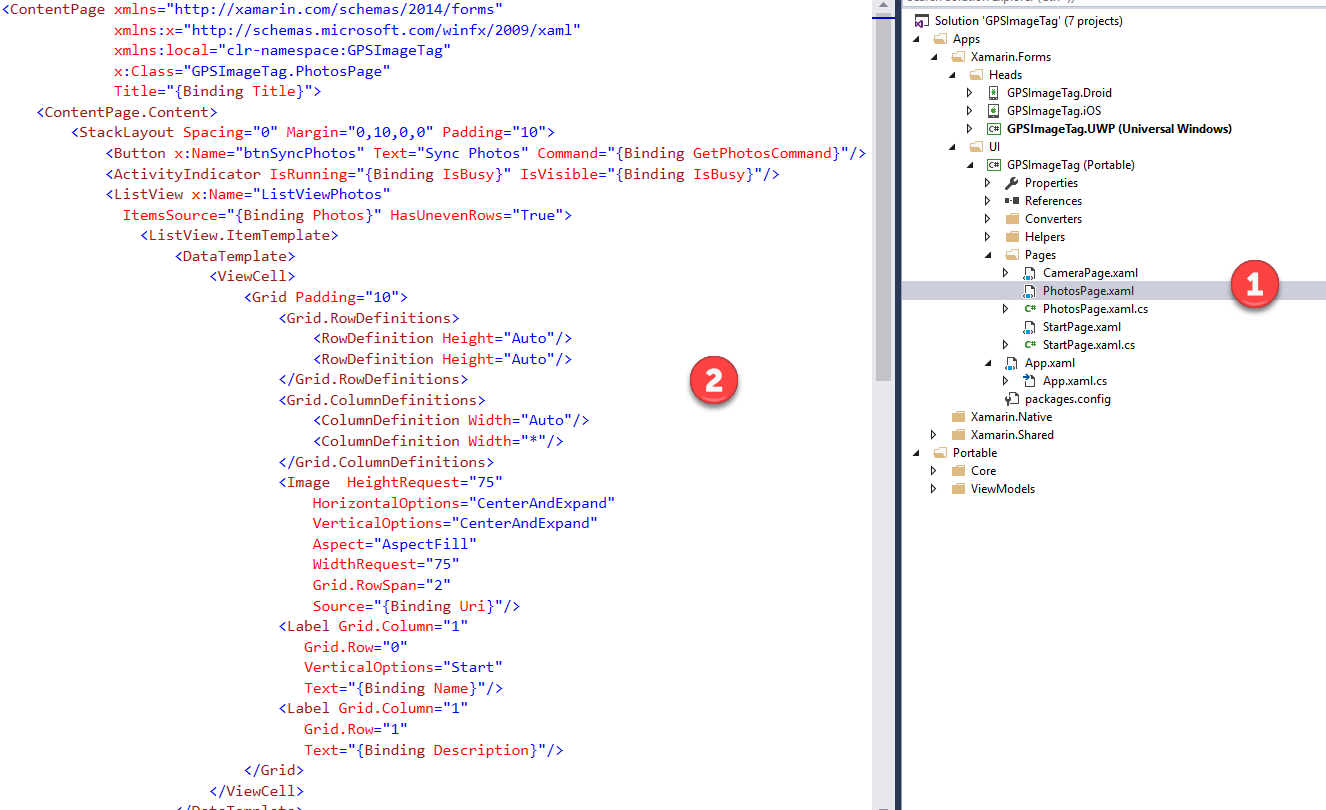 <ContentPage xmlns="http://xamarin.com/schemas/2014/forms"
xmlns:x="http://schemas.microsoft.com/winfx/2009/xaml"
xmlns:local="clr-namespace:GPSImageTag"
x:Class="GPSImageTag.PhotosPage"
Title="{Binding Title}">
<ContentPage.Content>
<StackLayout Spacing="0" Margin="0,10,0,0" Padding="10">
<Button x:Name="btnSyncPhotos" Text="Sync Photos" Command="{Binding GetPhotosCommand}"/>
<ActivityIndicator IsRunning="{Binding IsBusy}" IsVisible="{Binding IsBusy}"/>
<ListView x:Name="ListViewPhotos"
ItemsSource="{Binding Photos}" HasUnevenRows="True">
<ListView.ItemTemplate>
<DataTemplate>
<ViewCell>
<Grid Padding="10">
<Grid.RowDefinitions>
<RowDefinition Height="Auto"/>
<RowDefinition Height="Auto"/>
</Grid.RowDefinitions>
<Grid.ColumnDefinitions>
<ColumnDefinition Width="Auto"/>
<ColumnDefinition Width="*"/>
</Grid.ColumnDefinitions>
<Image HeightRequest="75"
HorizontalOptions="CenterAndExpand"
VerticalOptions="CenterAndExpand"
Aspect="AspectFill"
WidthRequest="75"
Grid.RowSpan="2"
Source="{Binding Uri}"/>
<Label Grid.Column="1"
Grid.Row="0"
VerticalOptions="Start"
Text="{Binding Name}"/>
<Label Grid.Column="1"
Grid.Row="1"
Text="{Binding Description}"/>
</Grid>
</ViewCell>
2
Solution 'GPSImageTag' (7 projects)
Apps
Xamarin.Forms
Heads
GPSImageTag.Droid
GPSImageTag.iOS
C# GPSImageTag.UWP (Universal Windows)
UI
C# GPSImageTag (Portable)
Properties
References
Converters
Helpers
Pages
CameraPage.xaml
PhotosPage.xaml
1
C# PhotosPage.xaml.cs
StartPage.xaml
C# StartPage.xaml.cs
App.xaml
App.xaml.cs
packages.config
Xamarin.Native
Xamarin.Shared
Portable
Core
ViewModels